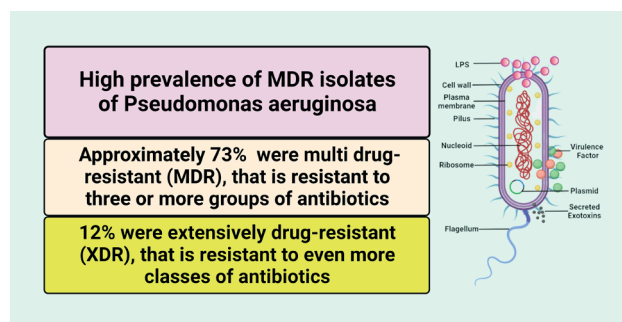 High prevalence of MDR isolates
of Pseudomonas aeruginosa
Approximately 73% were multi drug-
resistant (MDR), that is resistant to
three or more groups of antibiotics
12% were extensively drug-resistant
(XDR), that is resistant to even more
classes of antibiotics
LPS
Cell wall
Plasma
membrane
Pilus
Nucleoid
Ribosome
Flagellum
Virulence
Factor
Plasmid
Secreted
Exotoxins